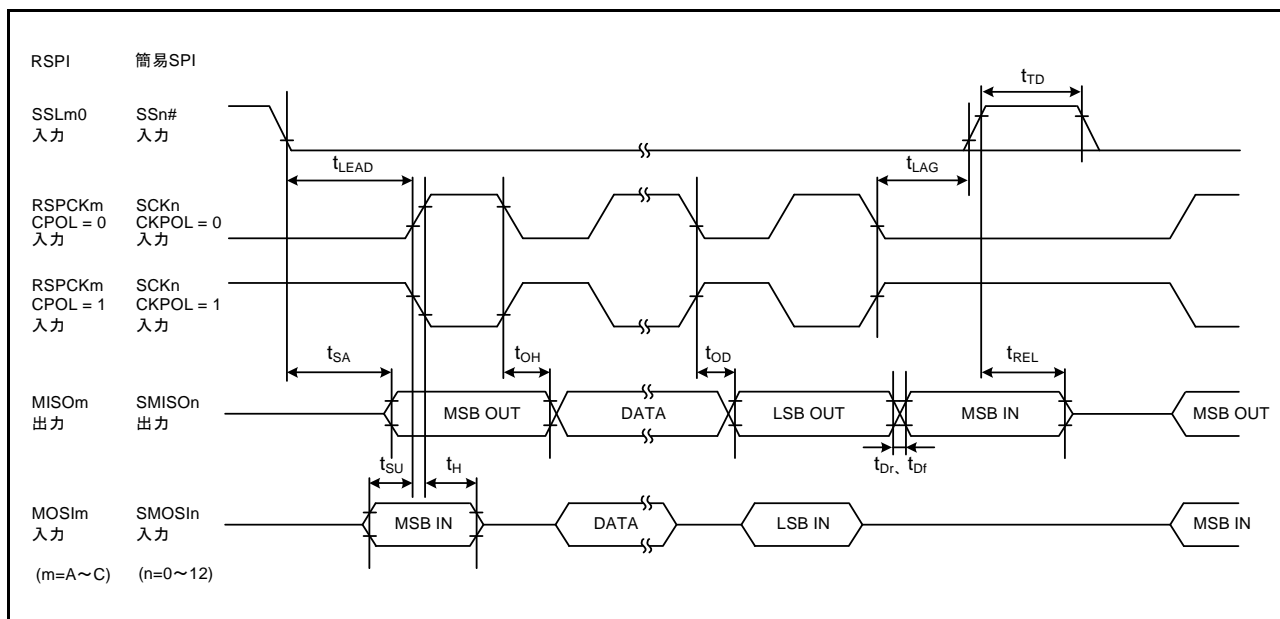 RSPI 簡易SPI
tTD
SSLm0 SSn#
入力 入力
tLEAD tLAG
RSPCKm SCKn
CPOL = 0 CKPOL = 0
入力 入力
RSPCKm SCKn
CPOL = 1 CKPOL = 1
入力 入力
tSA tOH tOD tREL
MISOm SMISOn MSB OUT DATA LSB OUT MSB IN MSB OUT
出力 出力
tSU tH tDr、tDf
MOSIm SMOSIn MSB IN DATA LSB IN MSB IN
入力 入力
(m=A～C) (n=0～12)